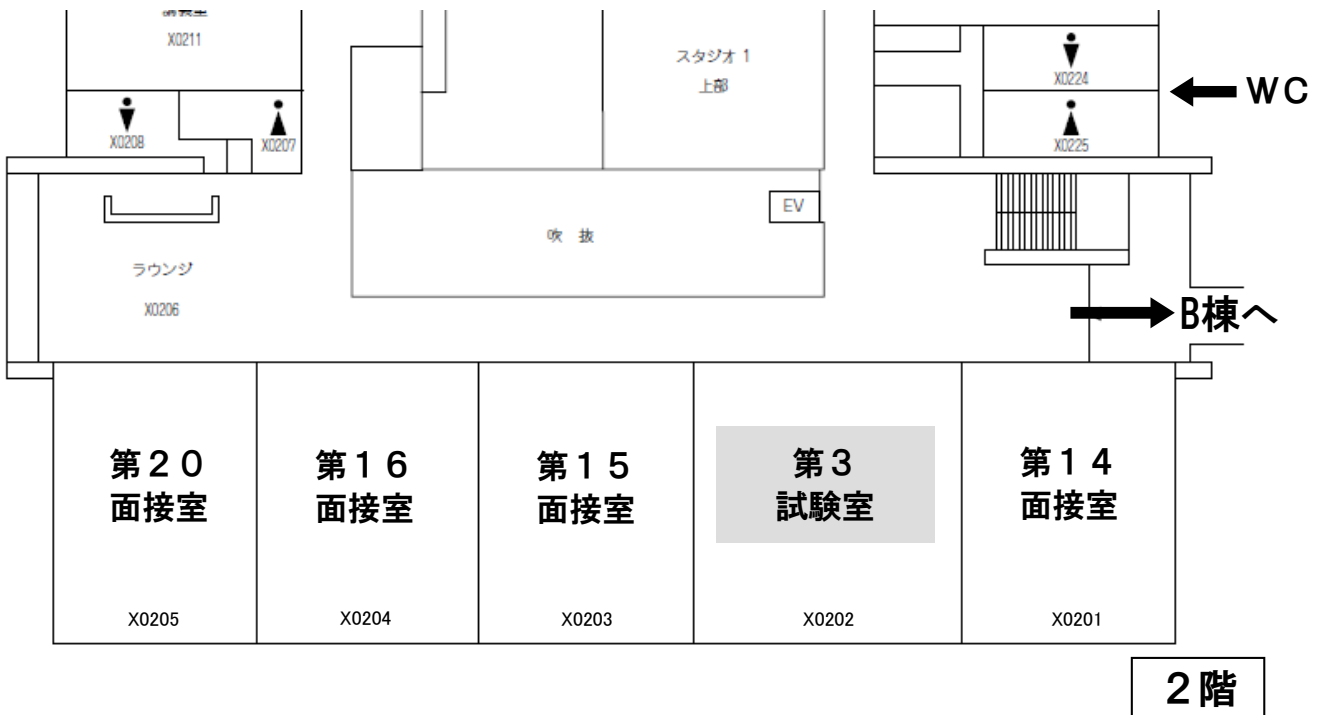 X0211
スタジオ 1
上部
X0224
WC
X0208
X0207
X0225
EV
吹 抜
ラウンジ
X0206
B棟へ
第20
面接室
第16
面接室
第15
面接室
第3
試験室
第14
面接室
X0205
X0204
X0203
X0202
X0201
2階